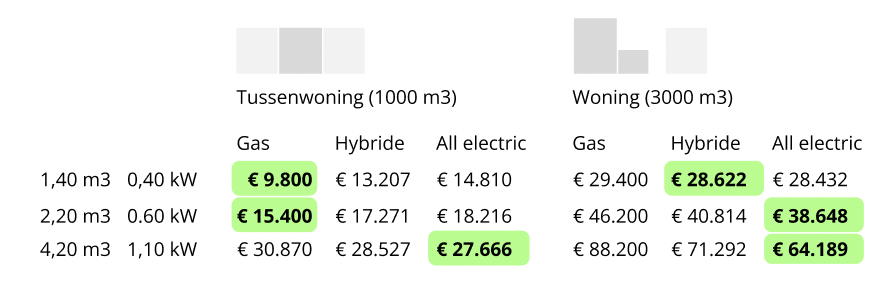 Tussenwoning (1000 m3) Woning (3000 m3)
Gas Hybride All electric Gas Hybride All electric
1,40 m3 0,40 kW € 9.800 € 13.207 € 14.810 € 29.400 € 28.622 € 28.432
2,20 m3 0.60 kW € 15.400 € 17.271 € 18.216 € 46.200 € 40.814 € 38.648
4,20 m3 1,10 kW € 30.870 € 28.527 € 27.666 € 88.200 € 71.292 € 64.189